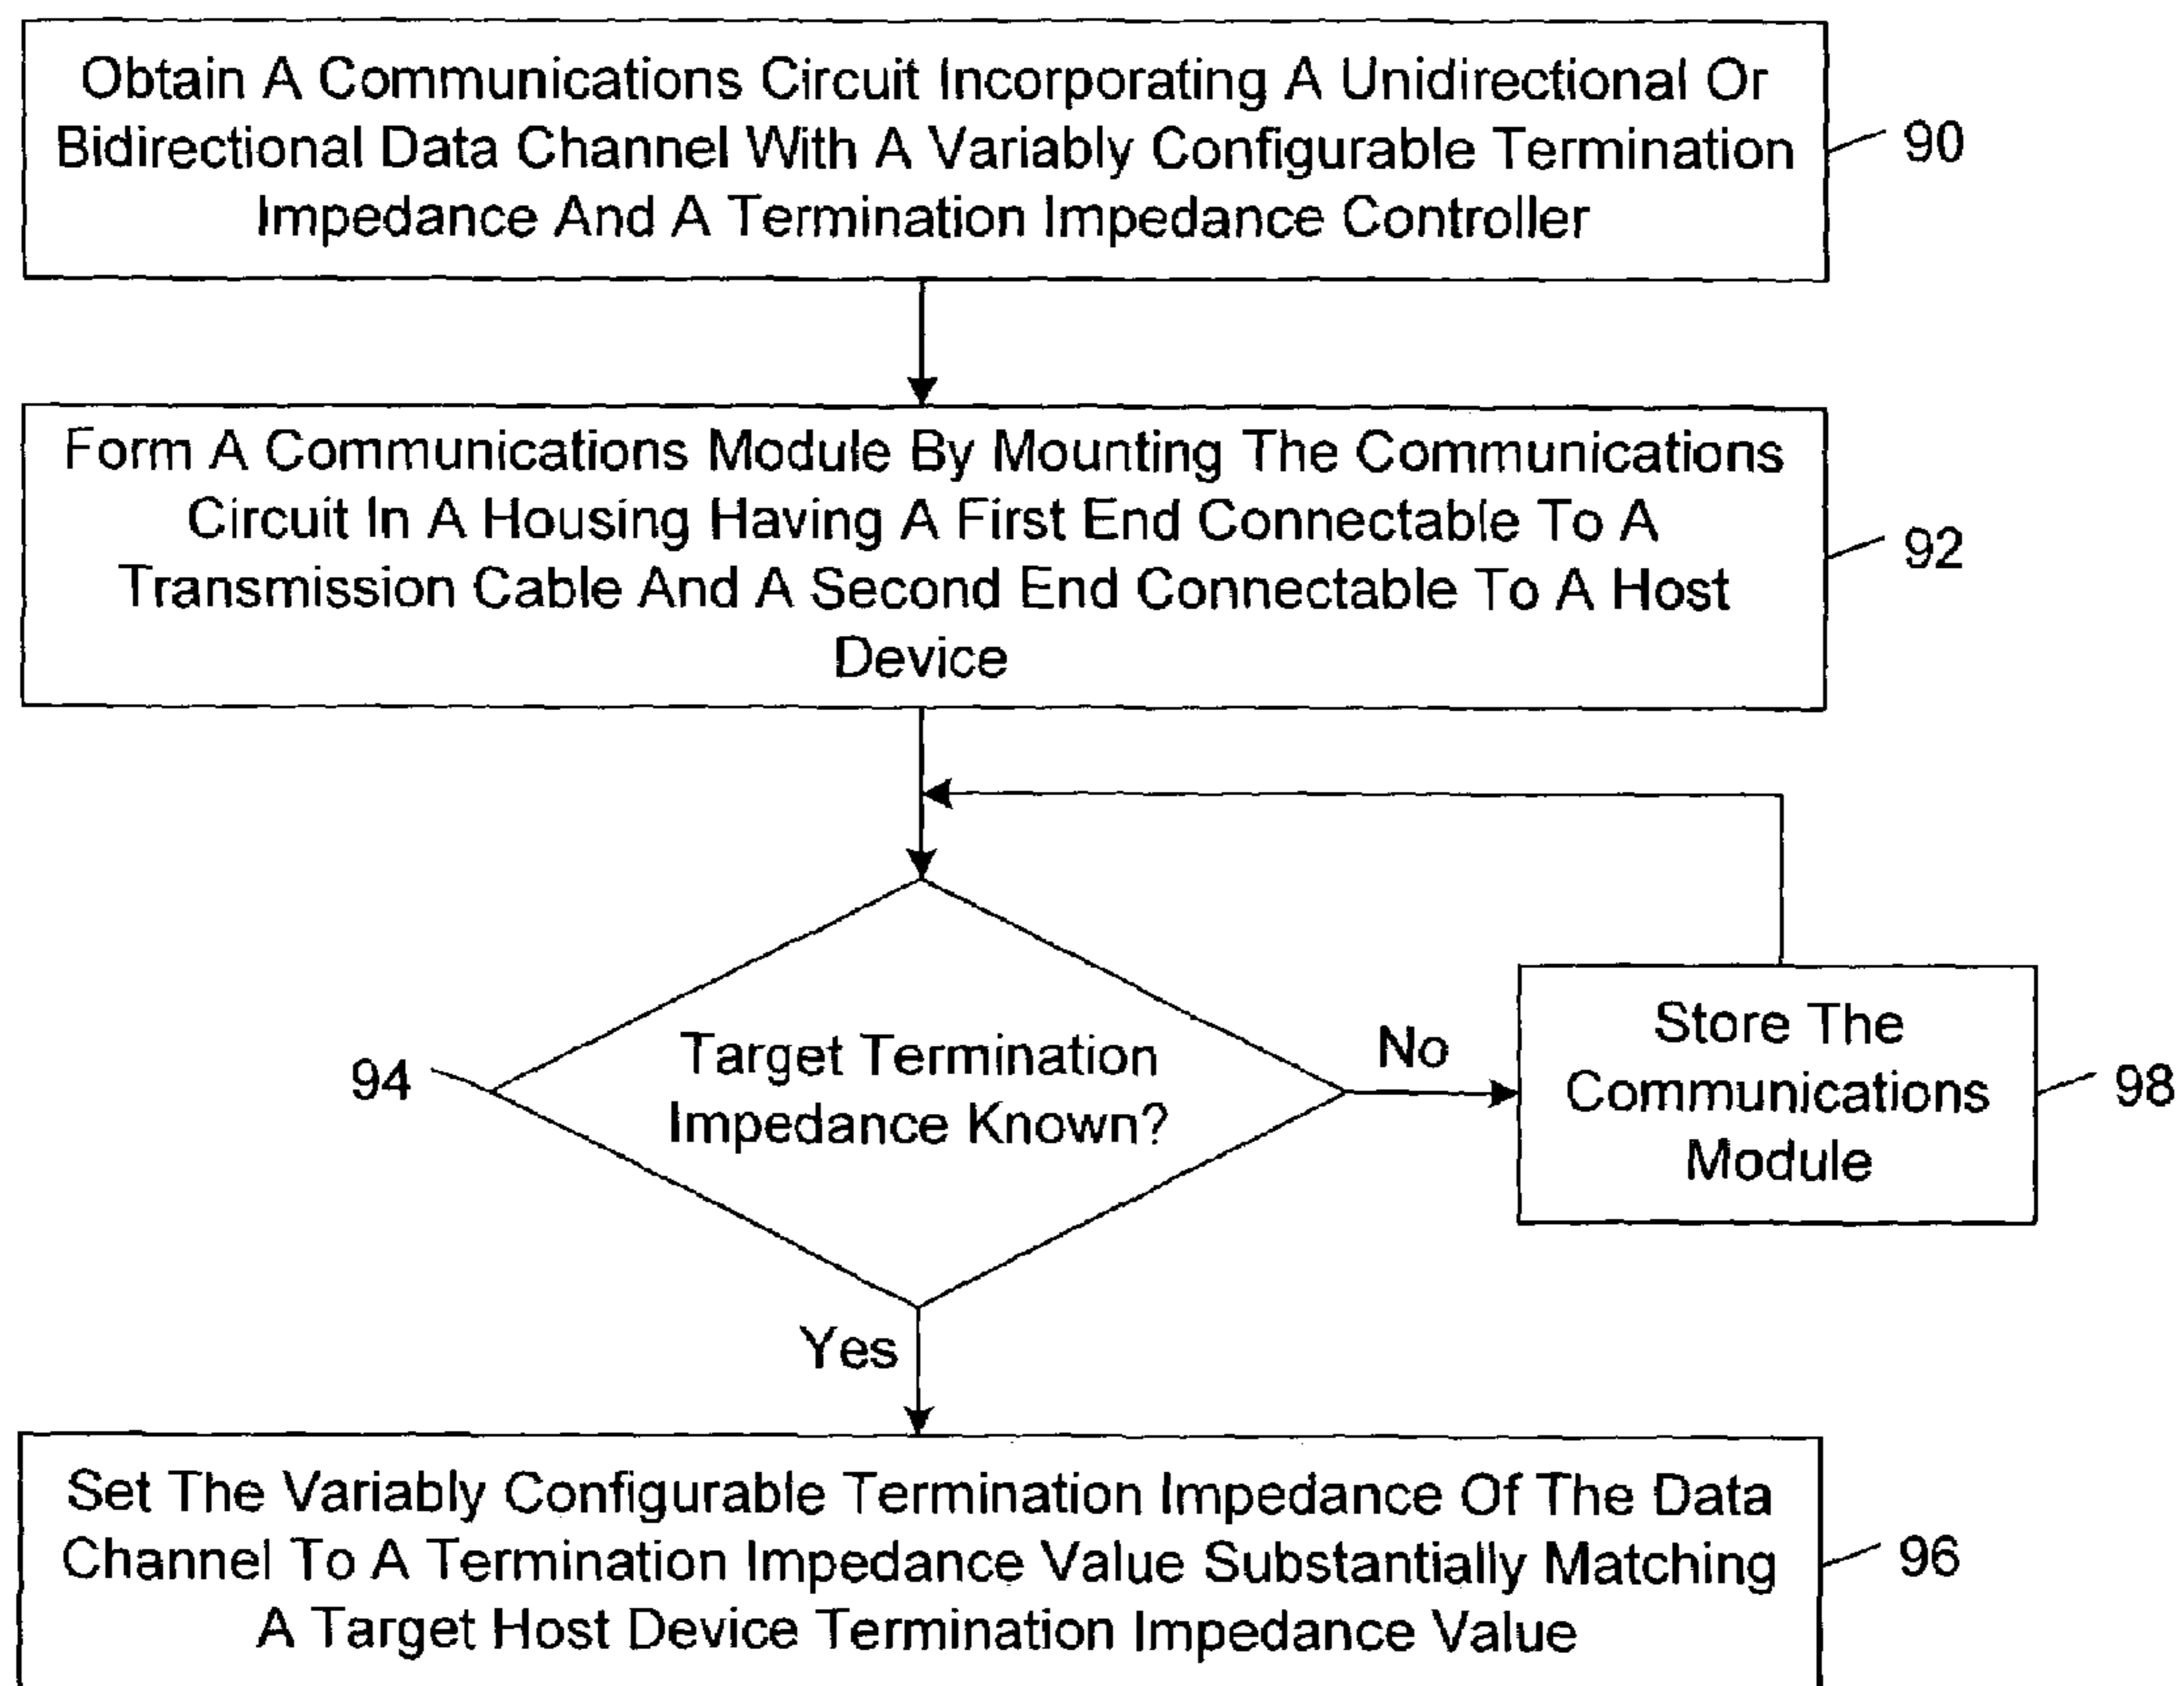 Obtain A Communications Circuit Incorporating A Unidirectional Or
Bidirectional Data Channel With A Variably Configurable Termination
Impedance And A Termination Impedance Controller
90
Form A Communications Module By Mounting The Communications
Circuit In A Housing Having A First End Connectable To A
Transmission Cable And A Second End Connectable To A Host
Device
92
Target Termination
Impedance Known?
94
No
Store The
Communications
Module
98
Yes
Set The Variably Configurable Termination Impedance Of The Data
Channel To A Termination Impedance Value Substantially Matching
A Target Host Device Termination Impedance Value
96